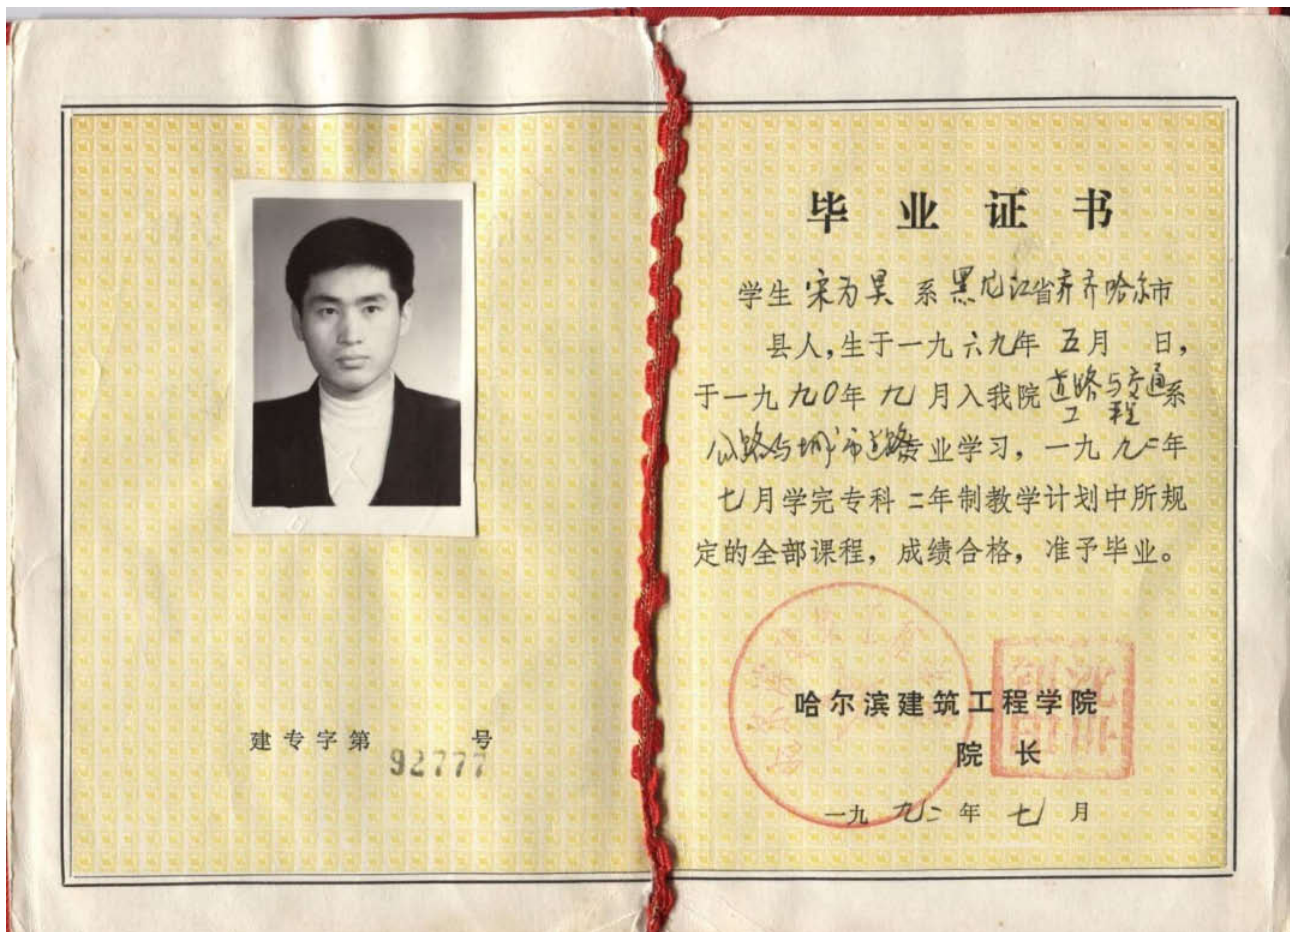 建专字第 92777 号
毕业证书
学生 宋为昊 系 黑龙江省齐齐哈尔市
县人,生于一九六九年 五月 日,
于一九九〇年 九月入我院 道路与交通工程系
公路与城市道路专业学习，一九九二年
七月学完专科 二年制教学计划中所规
定的全部课程，成绩合格，准予毕业。
哈尔滨建筑工程学院
院 长
一九九二年 七月